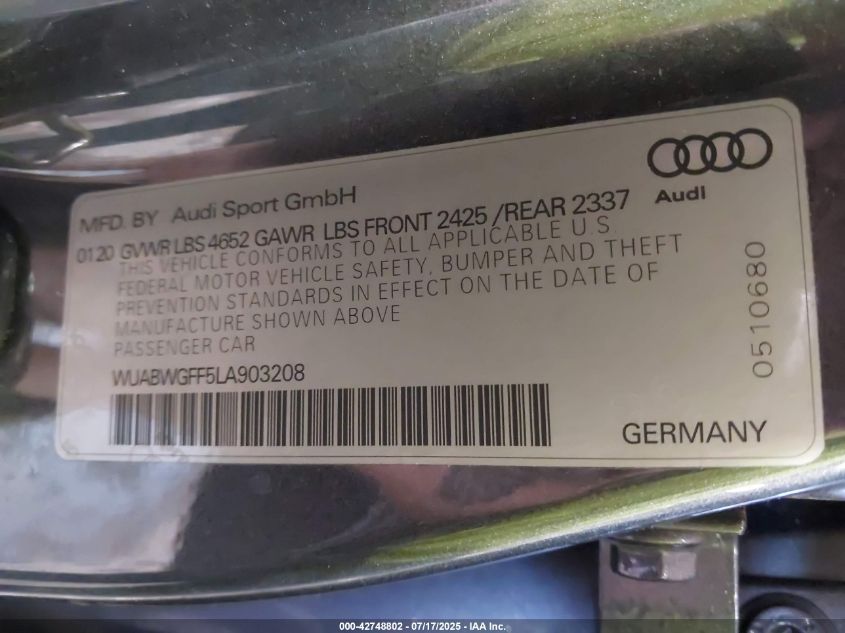 Audi
MFD. BY Audi Sport GmbH
0120 GVWR LBS 4652 GAWR LBS FRONT 2425 /REAR 2337
THIS VEHICLE CONFORMS TO ALL APPLICABLE U.S
FEDERAL MOTOR VEHICLE SAFETY, BUMPER AND THEFT
PREVENTION STANDARDS IN EFFECT ON THE DATE OF
MANUFACTURE SHOWN ABOVE
PASSENGER CAR
WUABWGFF5LA903208
GERMANY
0510680
000-42748802 - 07/17/2025 - IAA Inc.